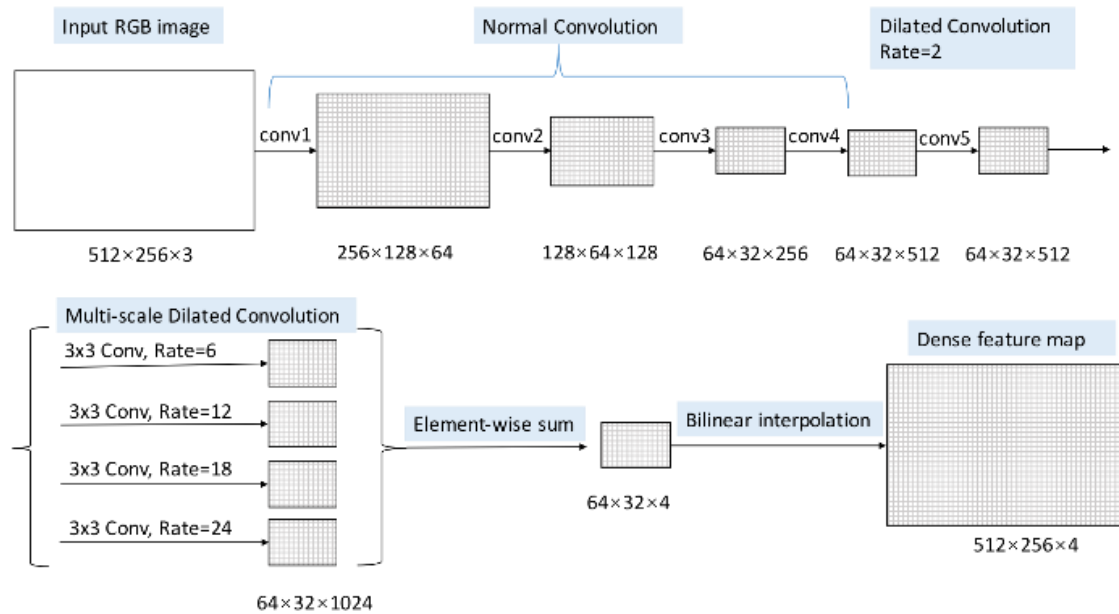 Input RGB image
Normal Convolution
Dilated Convolution
Rate=2
conv1
conv2
conv3
conv4
conv5
512×256×3
256×128×64
128×64×128
64×32×256
64×32×512
64×32×512
Multi-scale Dilated Convolution
3x3 Conv, Rate=6
3x3 Conv, Rate=12
3x3 Conv, Rate=18
3x3 Conv, Rate=24
64×32×1024
Element-wise sum
64×32×4
Bilinear interpolation
Dense feature map
512×256×4